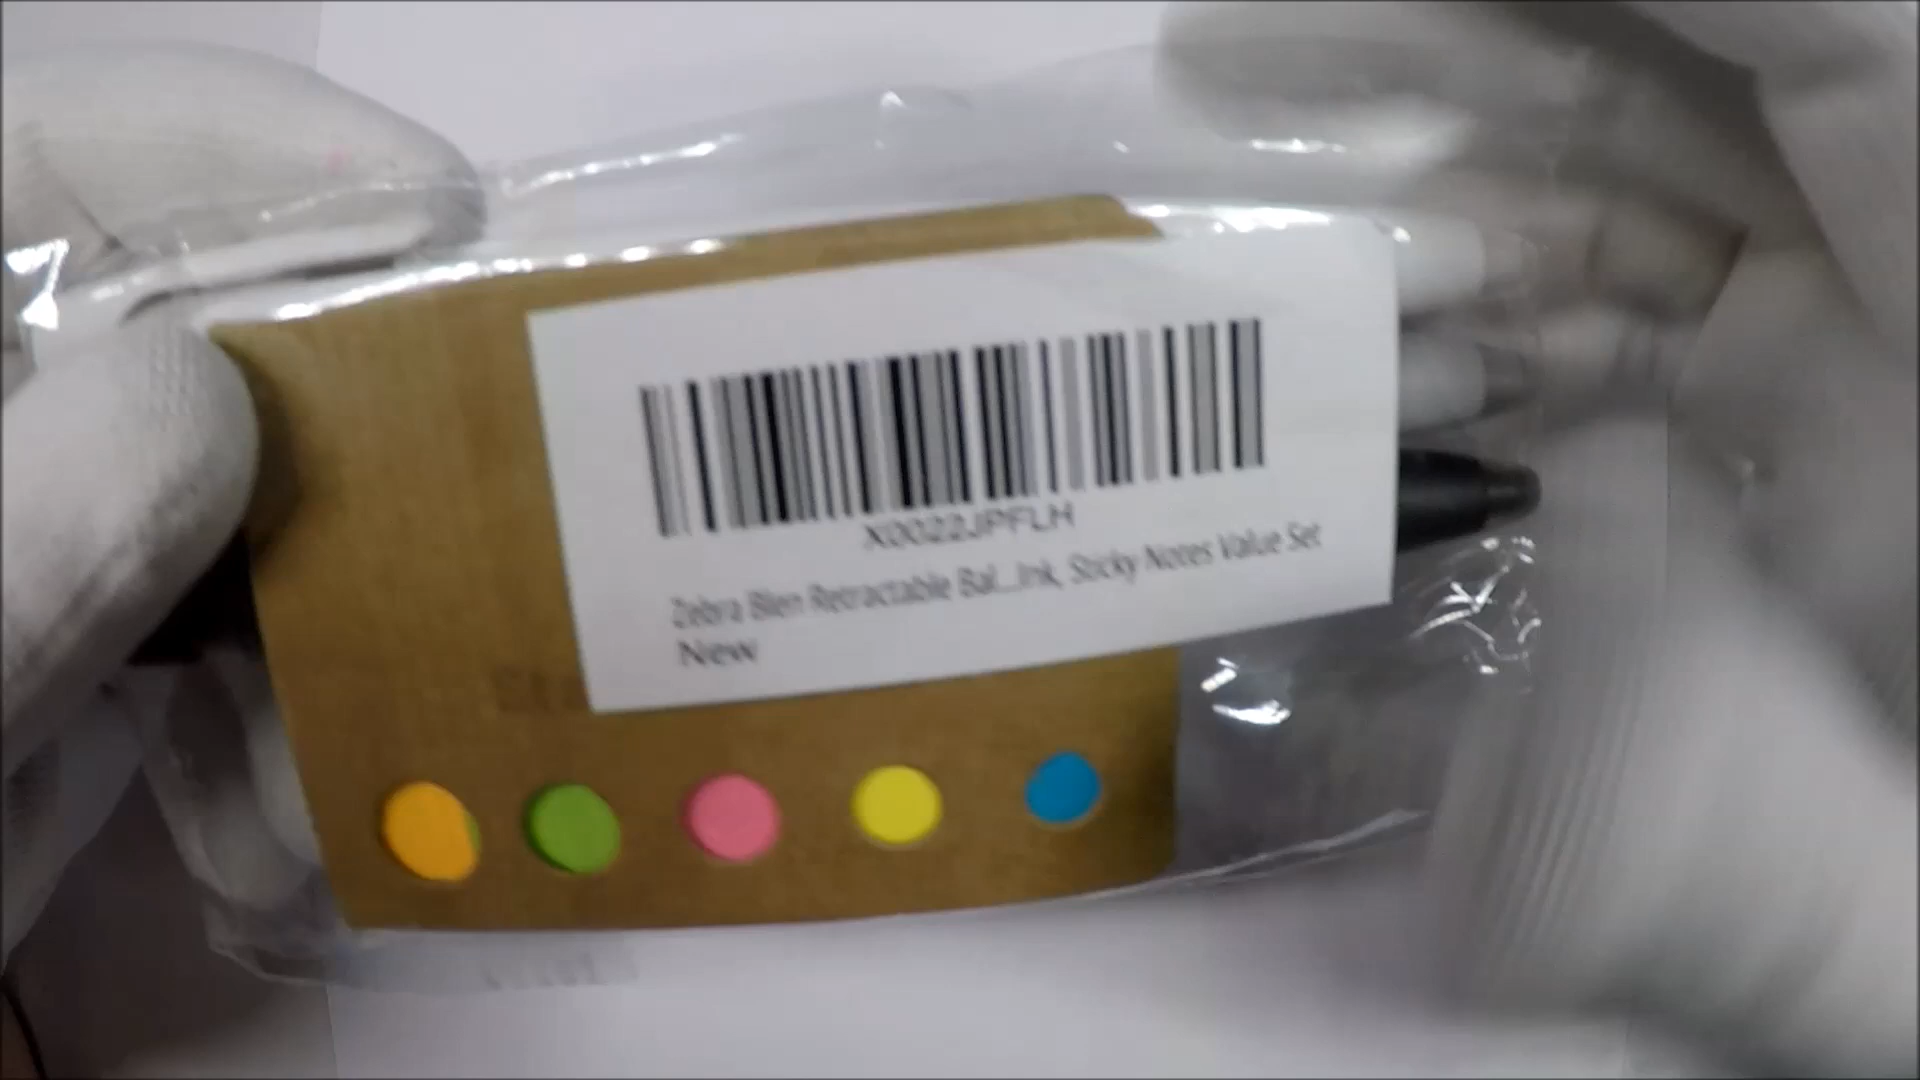 X0022JPFLH
Zebra Blen Retractable Bal...Ink, Sticky Notes Value Set
New